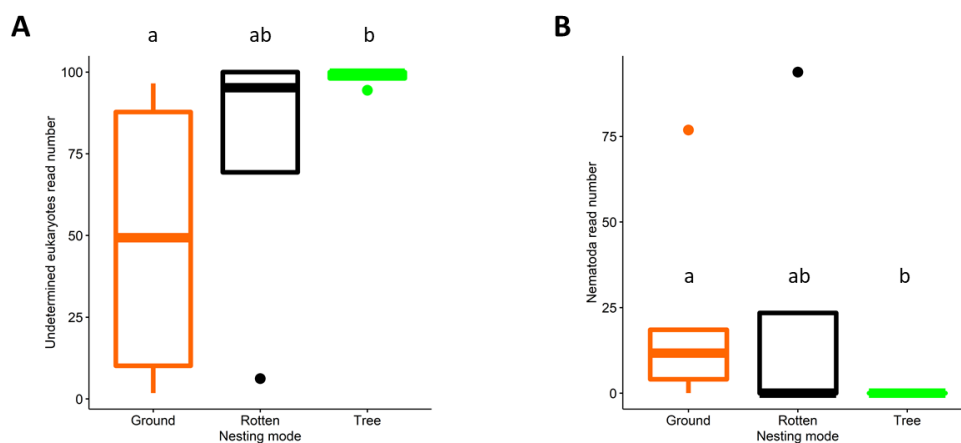 A
a ab b
Undetermined eukaryotes read number
100
75
50
25
0
Ground Rotten Tree
Nesting mode
B
Nematoda read number
75
50
25
0
a ab b
Ground Rotten Tree
Nesting mode